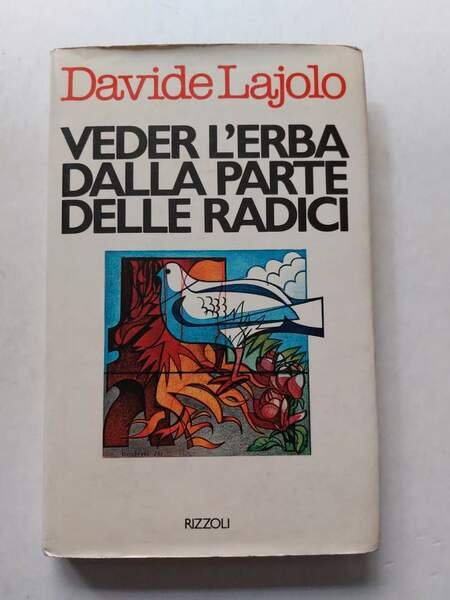 Davide Lajolo
VEDER L'ERBA
DALLA PARTE
DELLE RADICI
RIZZOLI